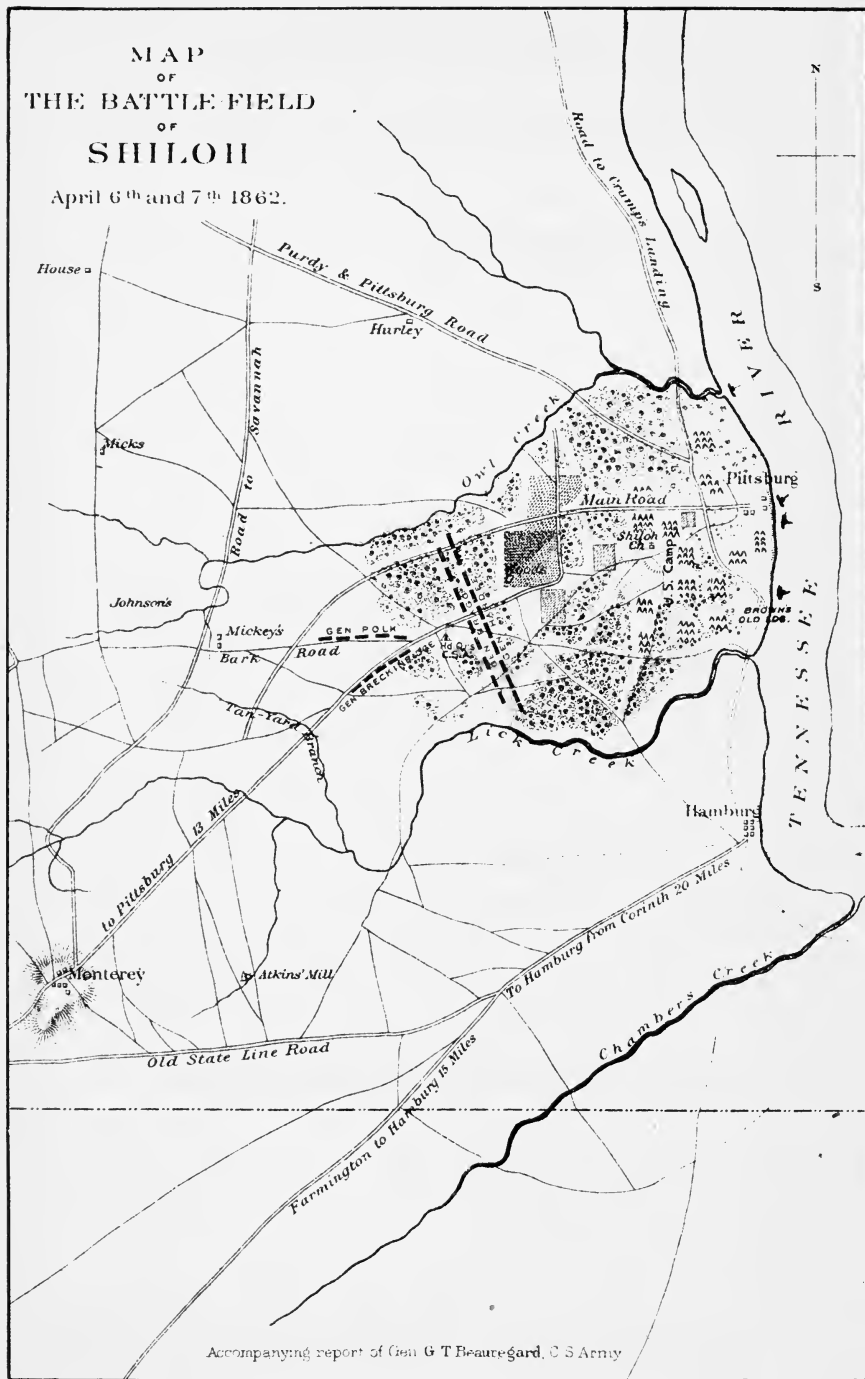 MAP
OF
THE BATTLE-FIELD
OF
SHILOH
April 6th and 7th 1862.
N
S
Road to Crumps Landing
House
Purdy & Pittsburg Road
Hurley
Road to Savannah
Micks
Owl Creek
TENNESSEE RIVER
Pittsburg
Main Road
Shiloh
Ch.
U.S. Camp
Woods
Johnson's
Mickey's
GEN POLK
Bark Road
Hd. Qrs
C.S.A.
GEN BRECKINRIDGE
BROWN'S
OLD LDG.
Tan-Yard Branch
Lick Creek
Hamburg
to Pittsburg 13 Miles
Monterey
Atkins' Mill
To Hamburg from Corinth 20 Miles
Chambers Creek
Old State Line Road
Farmington to Hamburg 15 Miles
Accompanying report of Gen G T Beauregard, C S Army